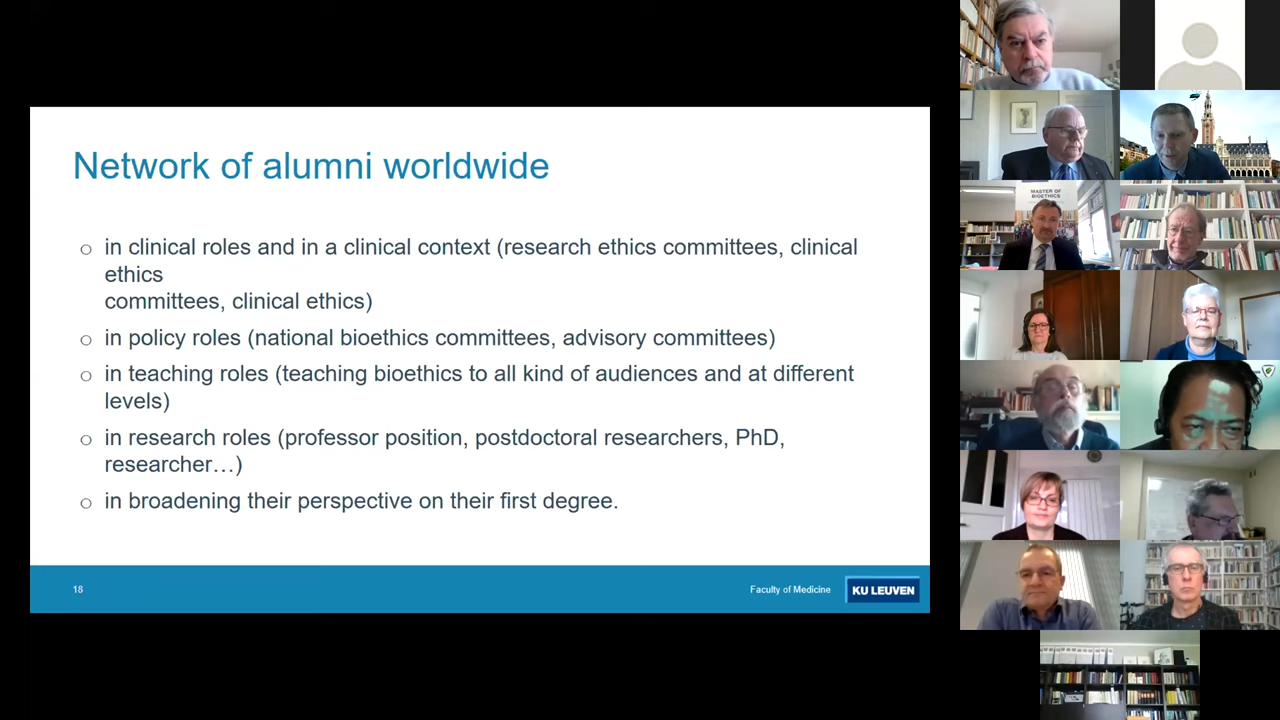 Network of alumni worldwide
○ in clinical roles and in a clinical context (research ethics committees, clinical
ethics
committees, clinical ethics)
○ in policy roles (national bioethics committees, advisory committees)
○ in teaching roles (teaching bioethics to all kind of audiences and at different
levels)
○ in research roles (professor position, postdoctoral researchers, PhD,
researcher…)
○ in broadening their perspective on their first degree.
18
Faculty of Medicine
KU LEUVEN
MASTER OF
BIOETHICS